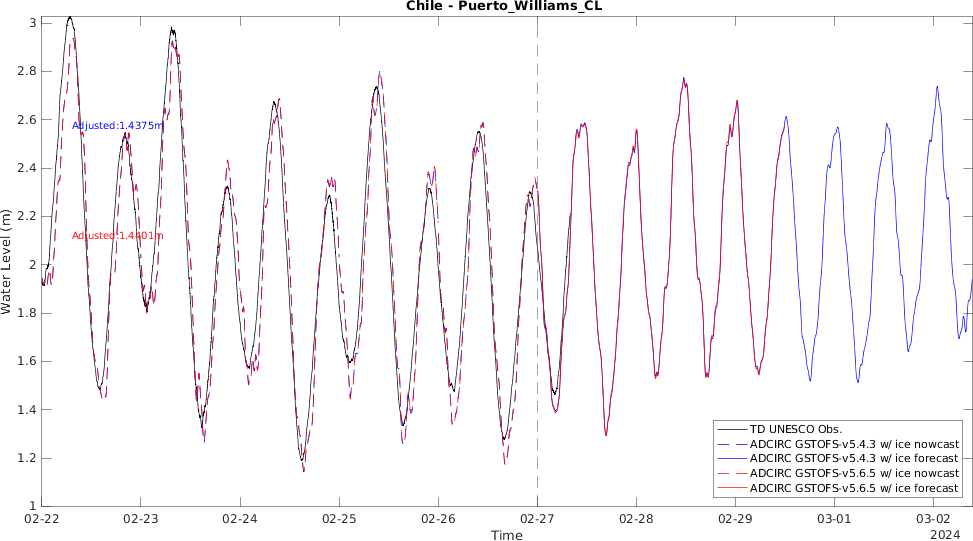 Chile - Puerto_Williams_CL
3
2.8
2.6
2.4
2.2
2
1.8
1.6
1.4
1.2
1
Water Level (m)
Adjusted:1.4375m
Adjusted:1.4401m
TD UNESCO Obs.
ADCIRC GSTOFS-v5.4.3 w/ ice nowcast
ADCIRC GSTOFS-v5.4.3 w/ ice forecast
ADCIRC GSTOFS-v5.6.5 w/ ice nowcast
ADCIRC GSTOFS-v5.6.5 w/ ice forecast
02-22 02-23 02-24 02-25 02-26 02-27 02-28 02-29 03-01 03-02
Time
2024